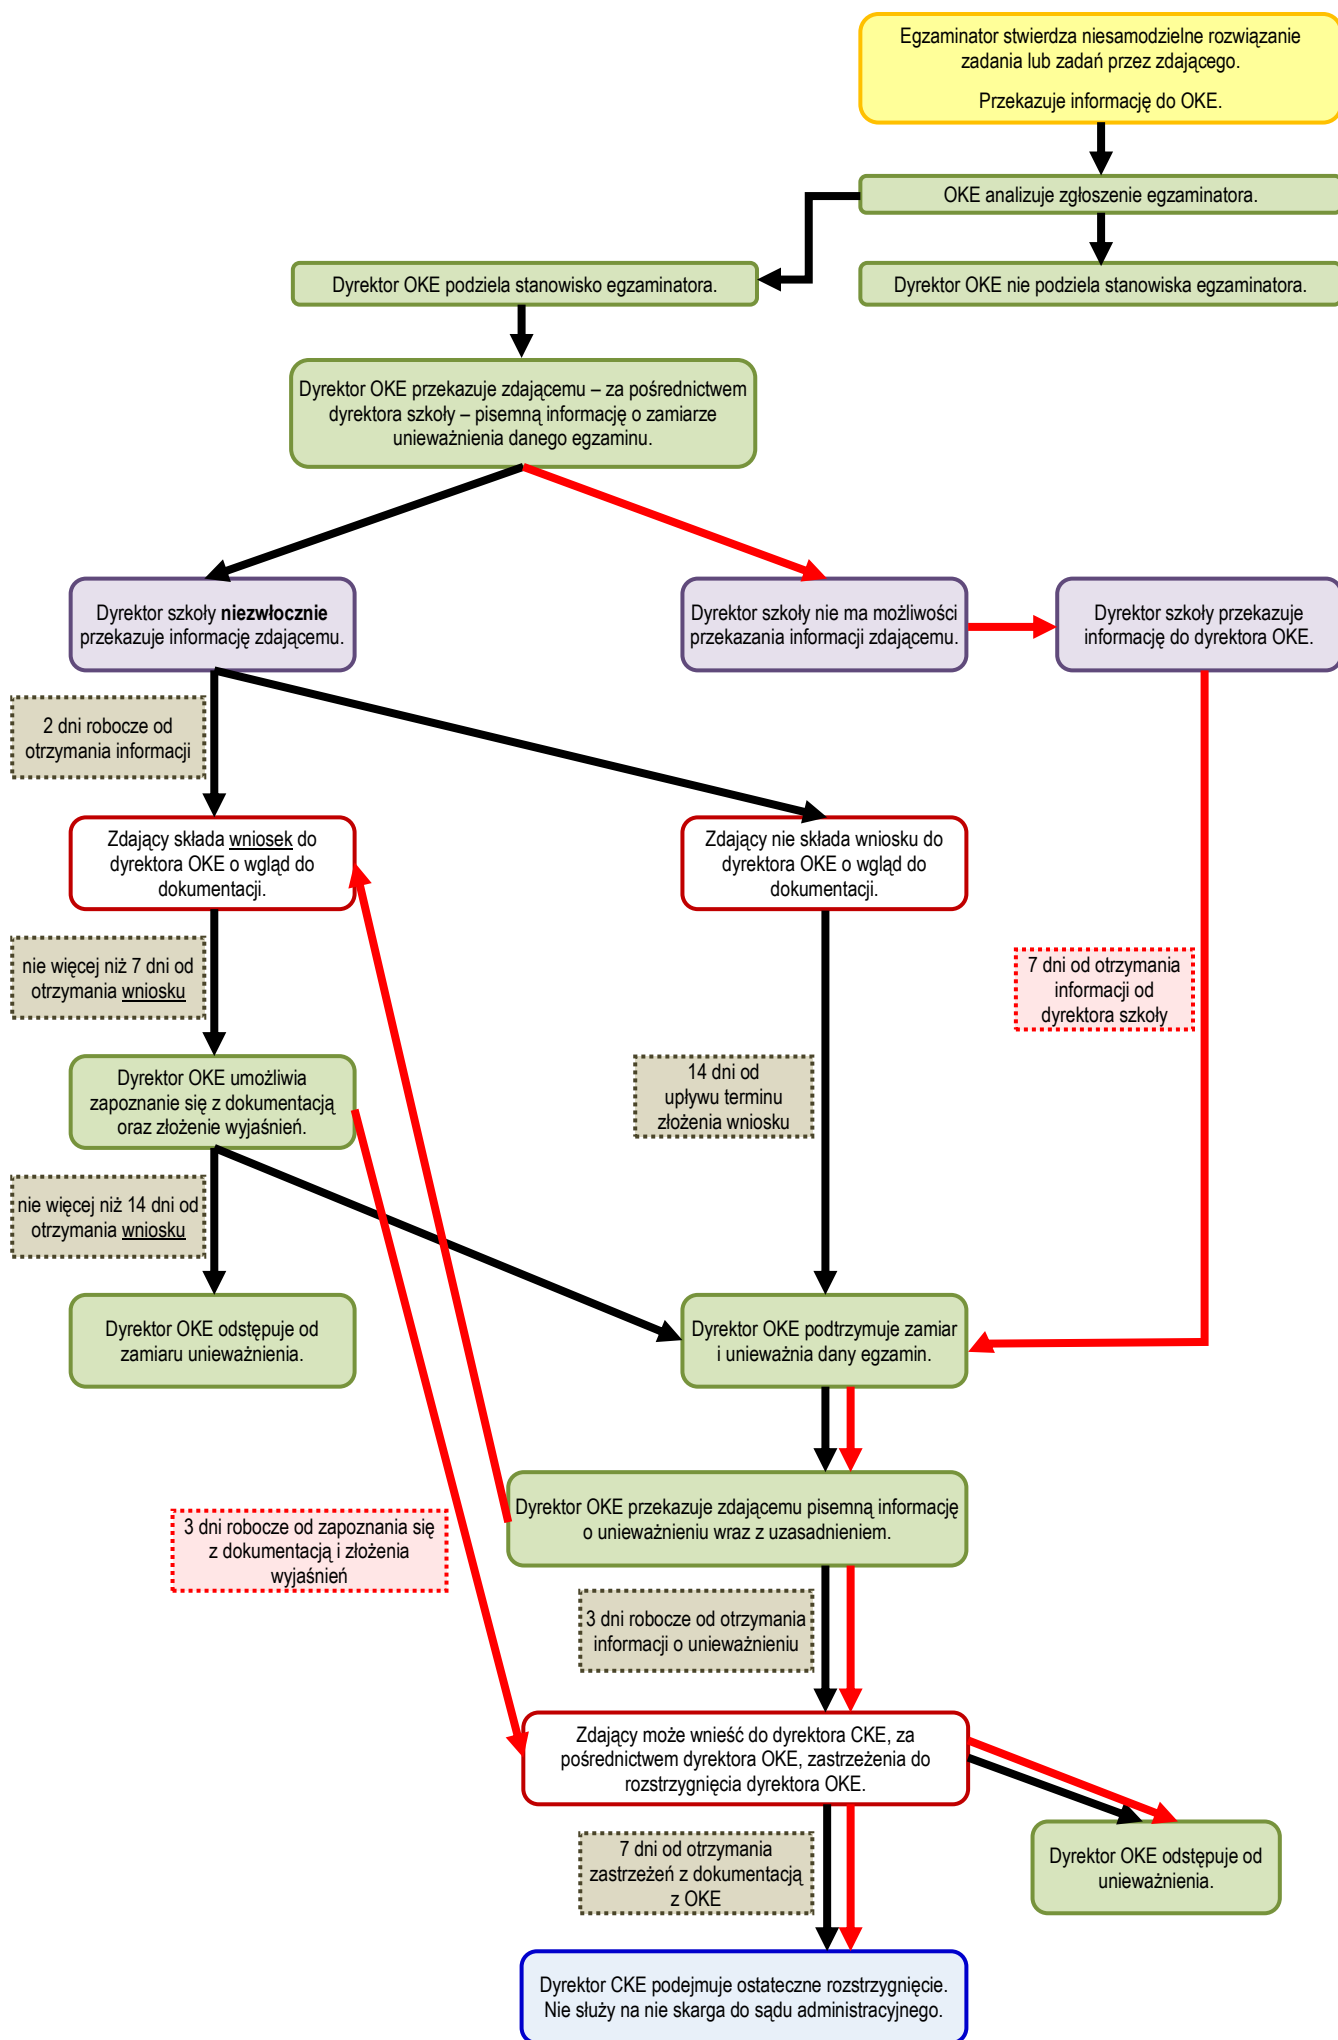 Egzaminator stwierdza niesamodzielne rozwiązanie
zadania lub zadań przez zdającego.
Przekazuje informację do OKE.
OKE analizuje zgłoszenie egzaminatora.
Dyrektor OKE podziela stanowisko egzaminatora.
Dyrektor OKE nie podziela stanowiska egzaminatora.
Dyrektor OKE przekazuje zdającemu – za pośrednictwem
dyrektora szkoły – pisemną informację o zamiarze
unieważnienia danego egzaminu.
Dyrektor szkoły niezwłocznie
przekazuje informację zdającemu.
Dyrektor szkoły nie ma możliwości
przekazania informacji zdającemu.
Dyrektor szkoły przekazuje
informację do dyrektora OKE.
2 dni robocze od
otrzymania informacji
Zdający składa wniosek do
dyrektora OKE o wgląd do
dokumentacji.
Zdający nie składa wniosku do
dyrektora OKE o wgląd do
dokumentacji.
nie więcej niż 7 dni od
otrzymania wniosku
7 dni od otrzymania
informacji od
dyrektora szkoły
Dyrektor OKE umożliwia
zapoznanie się z dokumentacją
oraz złożenie wyjaśnień.
14 dni od
upływu terminu
złożenia wniosku
nie więcej niż 14 dni od
otrzymania wniosku
Dyrektor OKE odstępuje od
zamiaru unieważnienia.
Dyrektor OKE podtrzymuje zamiar
i unieważnia dany egzamin.
Dyrektor OKE przekazuje zdającemu pisemną informację
o unieważnieniu wraz z uzasadnieniem.
3 dni robocze od zapoznania się
z dokumentacją i złożenia
wyjaśnień
3 dni robocze od otrzymania
informacji o unieważnieniu
Zdający może wnieść do dyrektora CKE, za
pośrednictwem dyrektora OKE, zastrzeżenia do
rozstrzygnięcia dyrektora OKE.
7 dni od otrzymania
zastrzeżeń z dokumentacją
z OKE
Dyrektor OKE odstępuje od
unieważnienia.
Dyrektor CKE podejmuje ostateczne rozstrzygnięcie.
Nie służy na nie skarga do sądu administracyjnego.